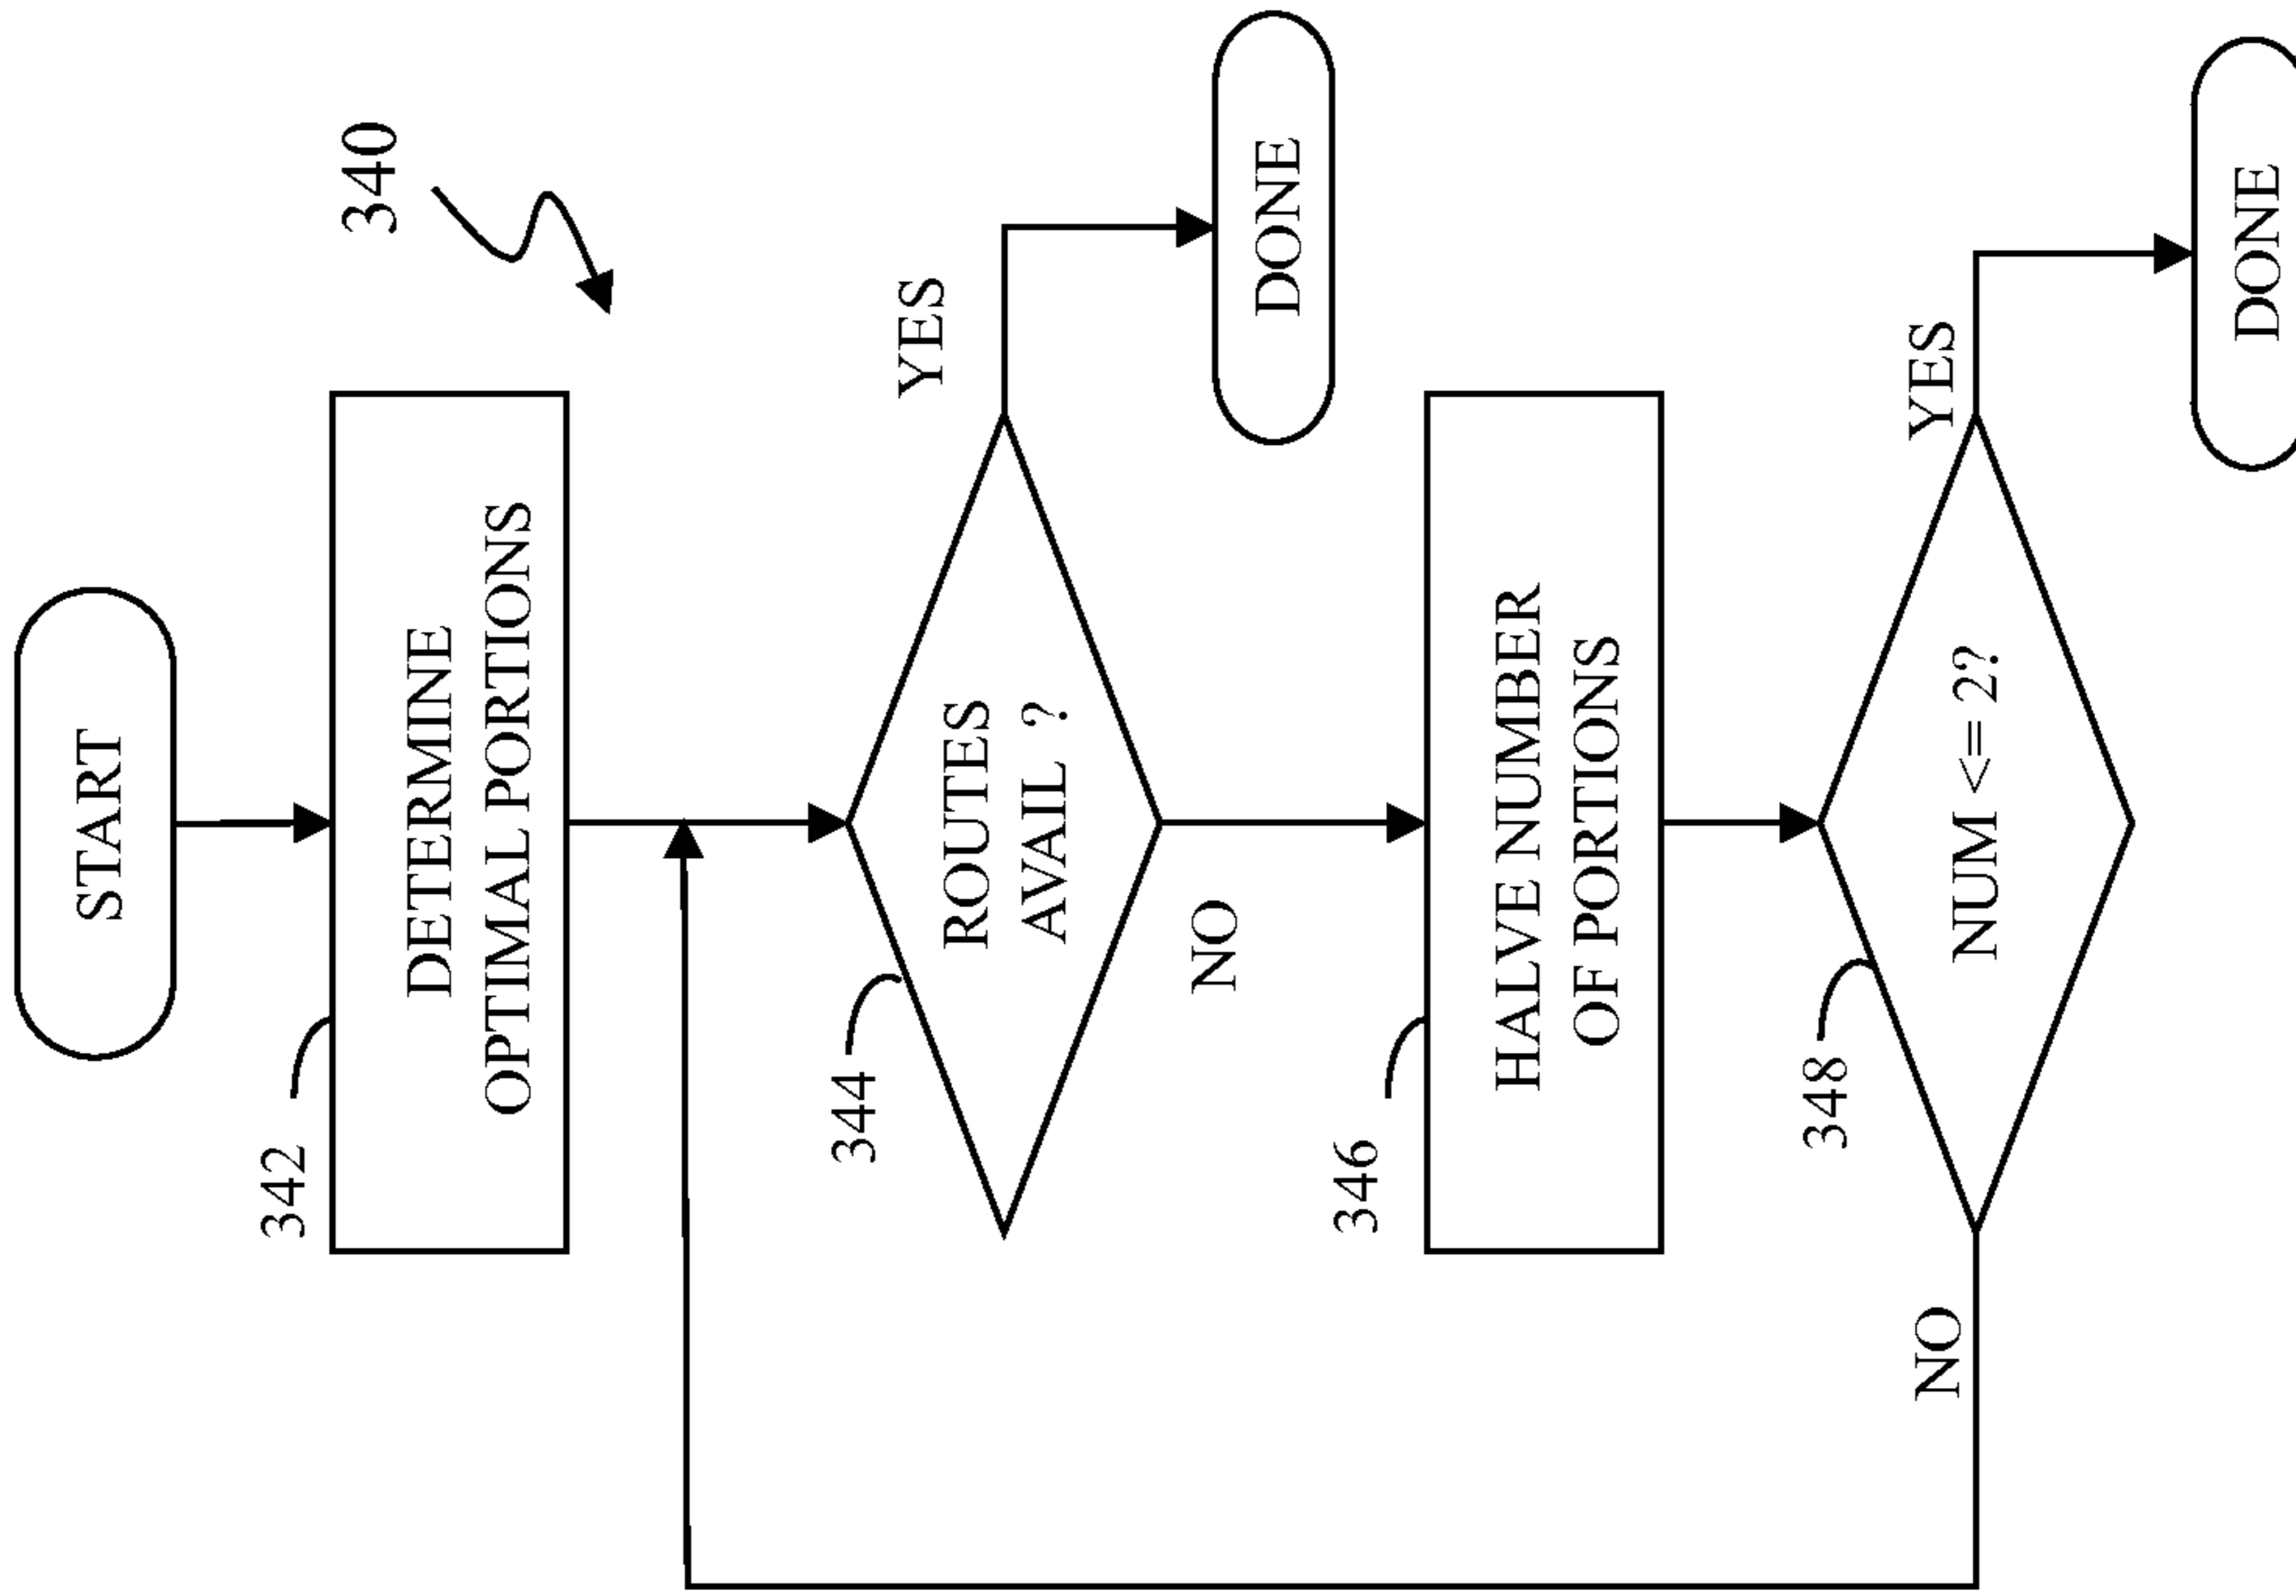 START
340
342
DETERMINE
OPTIMAL PORTIONS
344
ROUTES
AVAIL ?
YES
DONE
NO
346
HALVE NUMBER
OF PORTIONS
348
NUM <= 2?
YES
NO
DONE